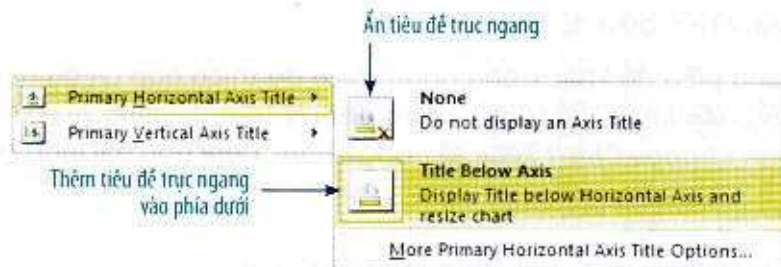 Ẩn tiêu đề trục ngang
Primary Horizontal Axis Title
Primary Vertical Axis Title
None
Do not display an Axis Title
Thêm tiêu đề trục ngang
vào phía dưới
Title Below Axis
Display Title below Horizontal Axis and
resize chart
More Primary Horizontal Axis Title Options...